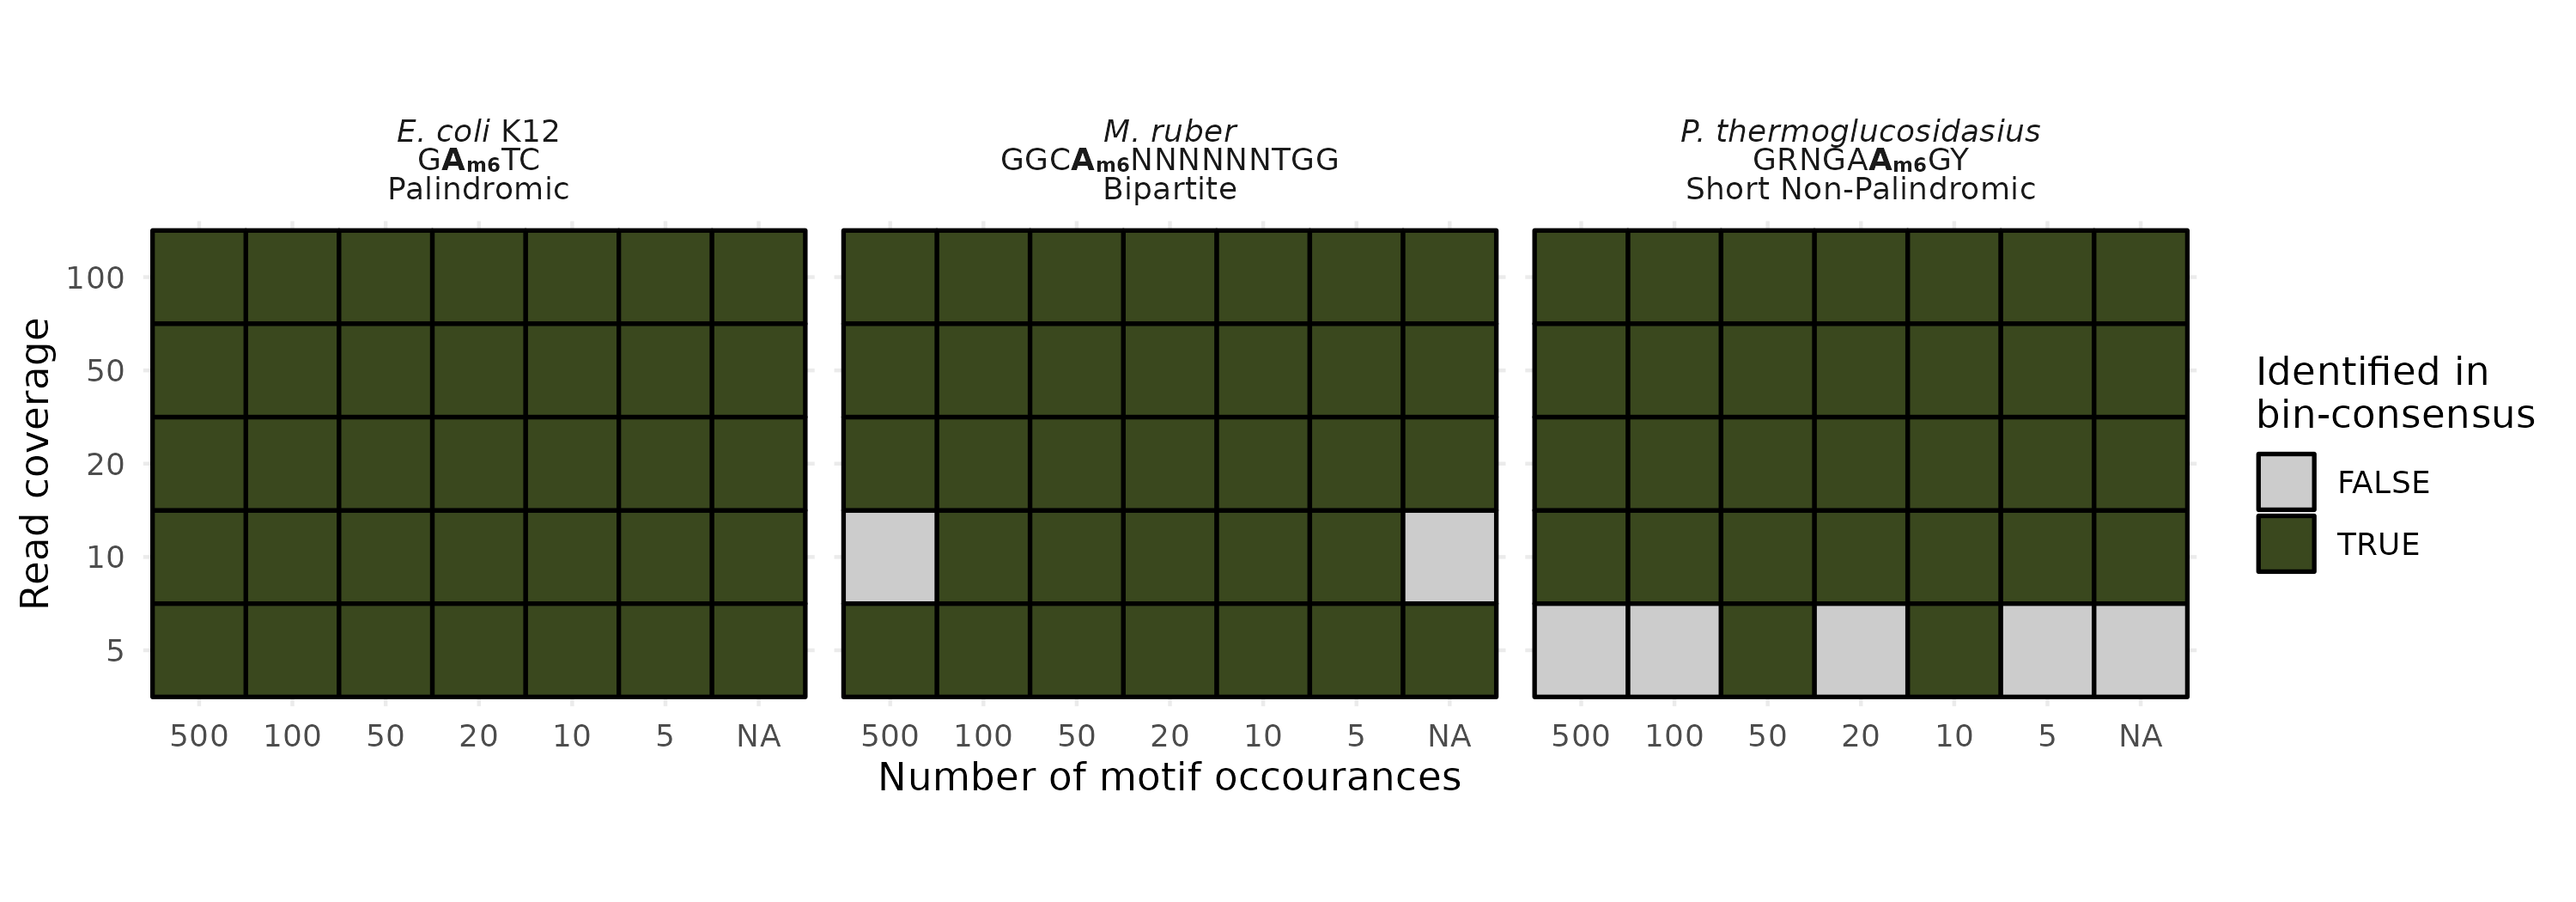 E. coli K12
GAm6TC
Palindromic
M. ruber
GGCAm6NNNNNNTGG
Bipartite
P. thermoglucosidasius
GRNGAAm6GY
Short Non-Palindromic
Read coverage
100
50
20
10
5
500 100 50 20 10 5 NA
500 100 50 20 10 5 NA
500 100 50 20 10 5 NA
Number of motif occourances
Identified in
bin-consensus
FALSE
TRUE